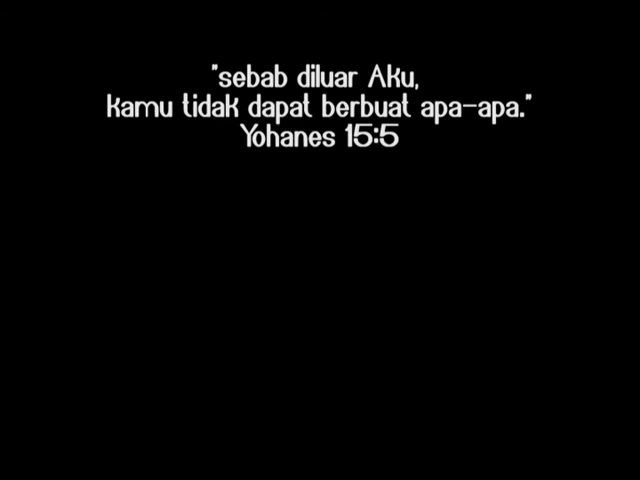 "sebab diluar Aku,
kamu tidak dapat berbuat apa-apa."
Yohanes 15:5